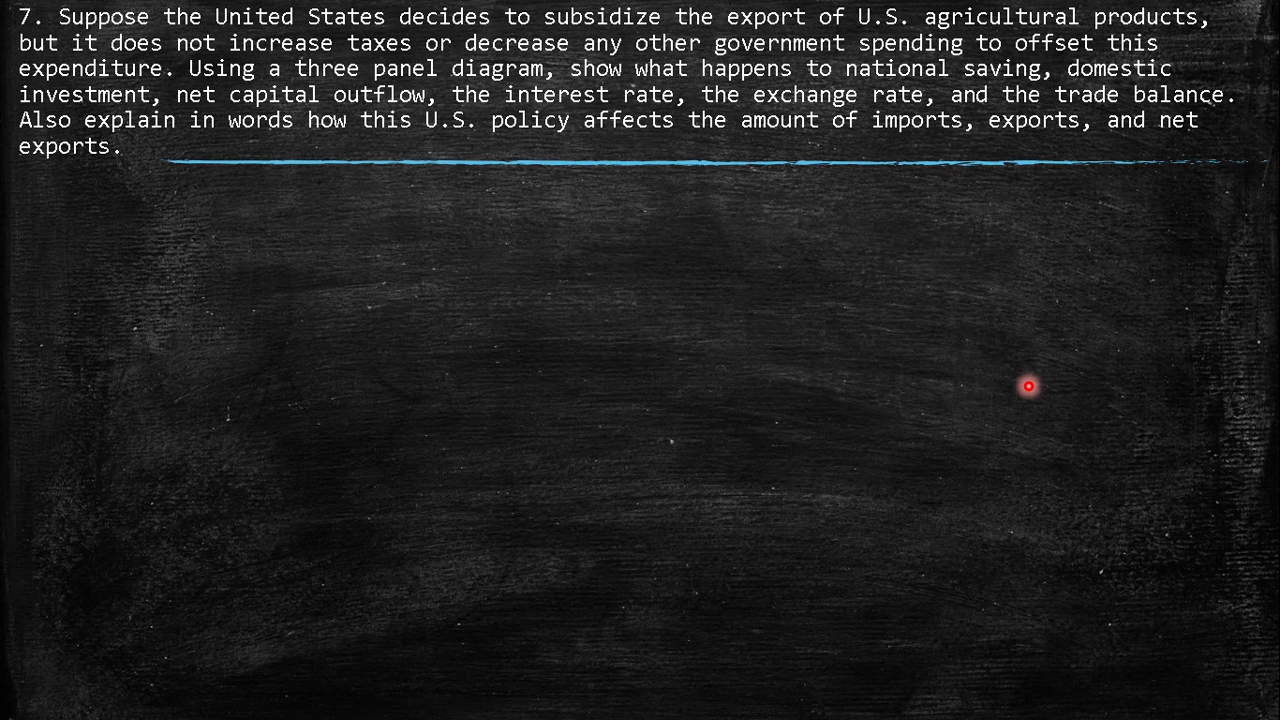 7. Suppose the United States decides to subsidize the export of U.S. agricultural products,
but it does not increase taxes or decrease any other government spending to offset this
expenditure. Using a three panel diagram, show what happens to national saving, domestic
investment, net capital outflow, the interest rate, the exchange rate, and the trade balance.
Also explain in words how this U.S. policy affects the amount of imports, exports, and net
exports.